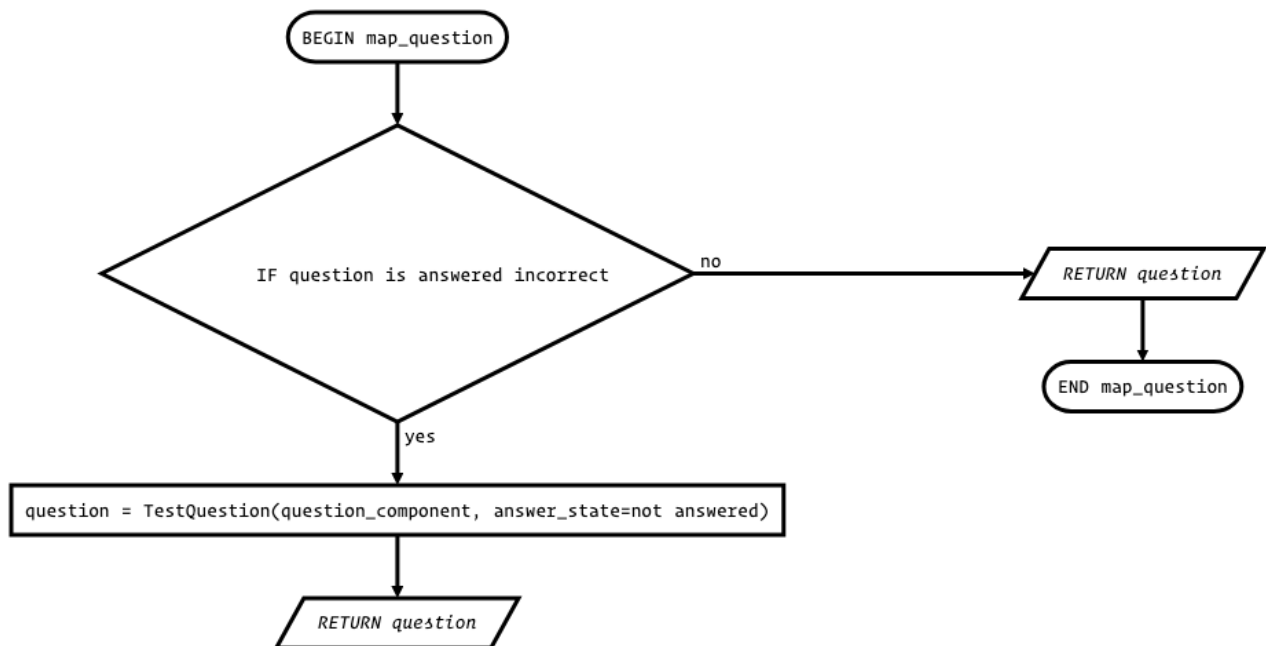 BEGIN map_question
IF question is answered incorrect
no
RETURN question
END map_question
yes
question = TestQuestion(question_component, answer_state=not answered)
RETURN question